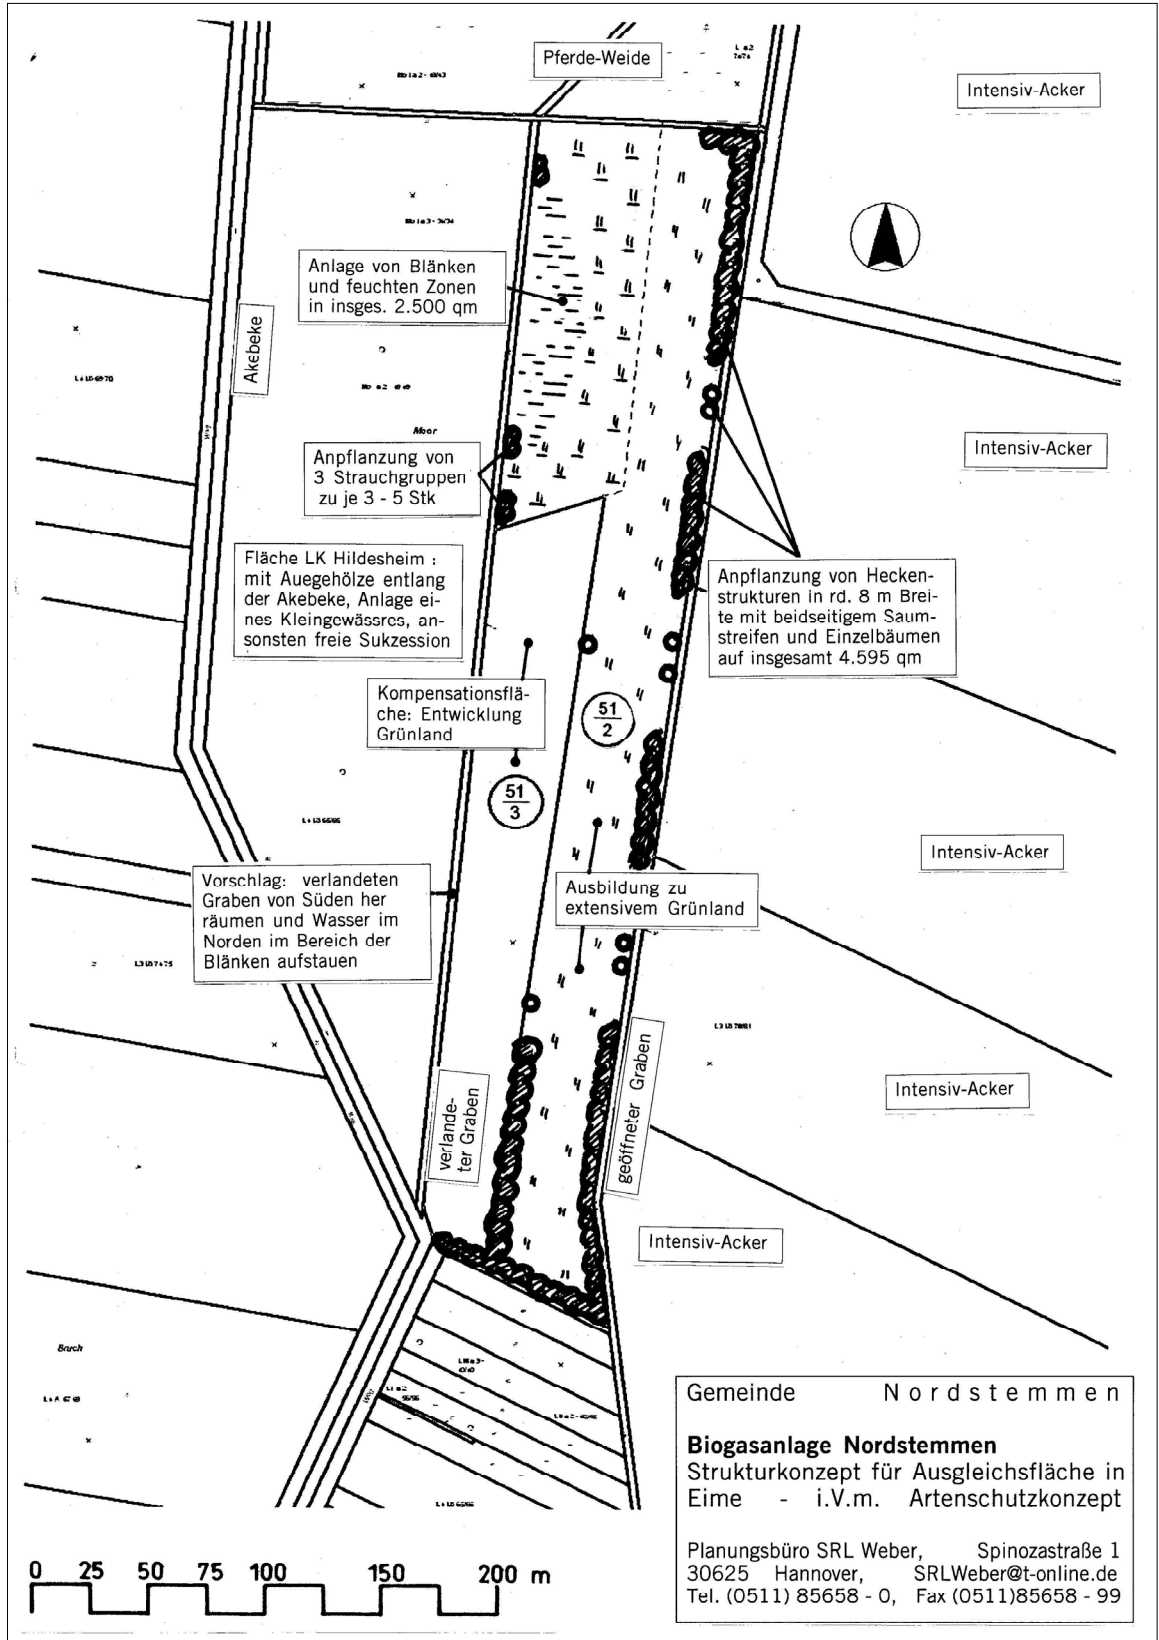 Pferde-Weide
Intensiv-Acker
Anlage von Blänken
und feuchten Zonen
in insges. 2.500 qm
Akebeke
Moor
Intensiv-Acker
Anpflanzung von
3 Strauchgruppen
zu je 3 - 5 Stk
Fläche LK Hildesheim :
mit Auegehölze entlang
der Akebeke, Anlage ei-
nes Kleingewässres, an-
sonsten freie Sukzession
Anpflanzung von Hecken-
strukturen in rd. 8 m Brei-
te mit beidseitigem Saum-
streifen und Einzelbäumen
auf insgesamt 4.595 qm
Kompensationsflä-
che: Entwicklung
Grünland
51
2
51
3
Intensiv-Acker
Vorschlag: verlandeten
Graben von Süden her
räumen und Wasser im
Norden im Bereich der
Blänken aufstauen
Ausbildung zu
extensivem Grünland
verlande-
ter Graben
geöffneter Graben
Intensiv-Acker
Intensiv-Acker
Bruch
Gemeinde Nordstemmen
Biogasanlage Nordstemmen
Strukturkonzept für Ausgleichsfläche in
Eime - i.V.m. Artenschutzkonzept
Planungsbüro SRL Weber, Spinozastraße 1
30625 Hannover, SRLWeber@t-online.de
Tel. (0511) 85658 - 0, Fax (0511)85658 - 99
0 25 50 75 100 150 200 m